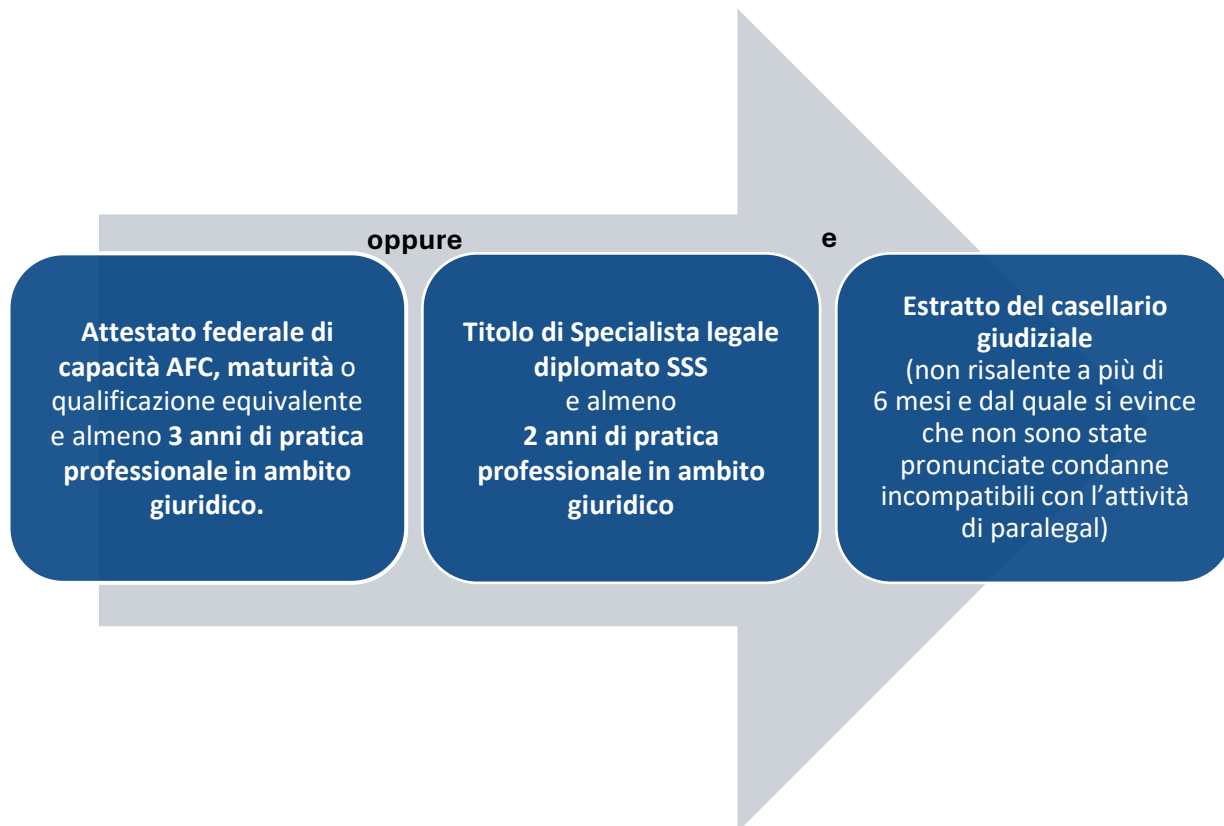 oppure
e
Attestato federale di
capacità AFC, maturità o
qualificazione equivalente
e almeno 3 anni di pratica
professionale in ambito
giuridico.
Titolo di Specialista legale
diplomato SSS
e almeno
2 anni di pratica
professionale in ambito
giuridico
Estratto del casellario
giudiziale
(non risalente a più di
6 mesi e dal quale si evince
che non sono state
pronunciate condanne
incompatibili con l’attività
di paralegal)